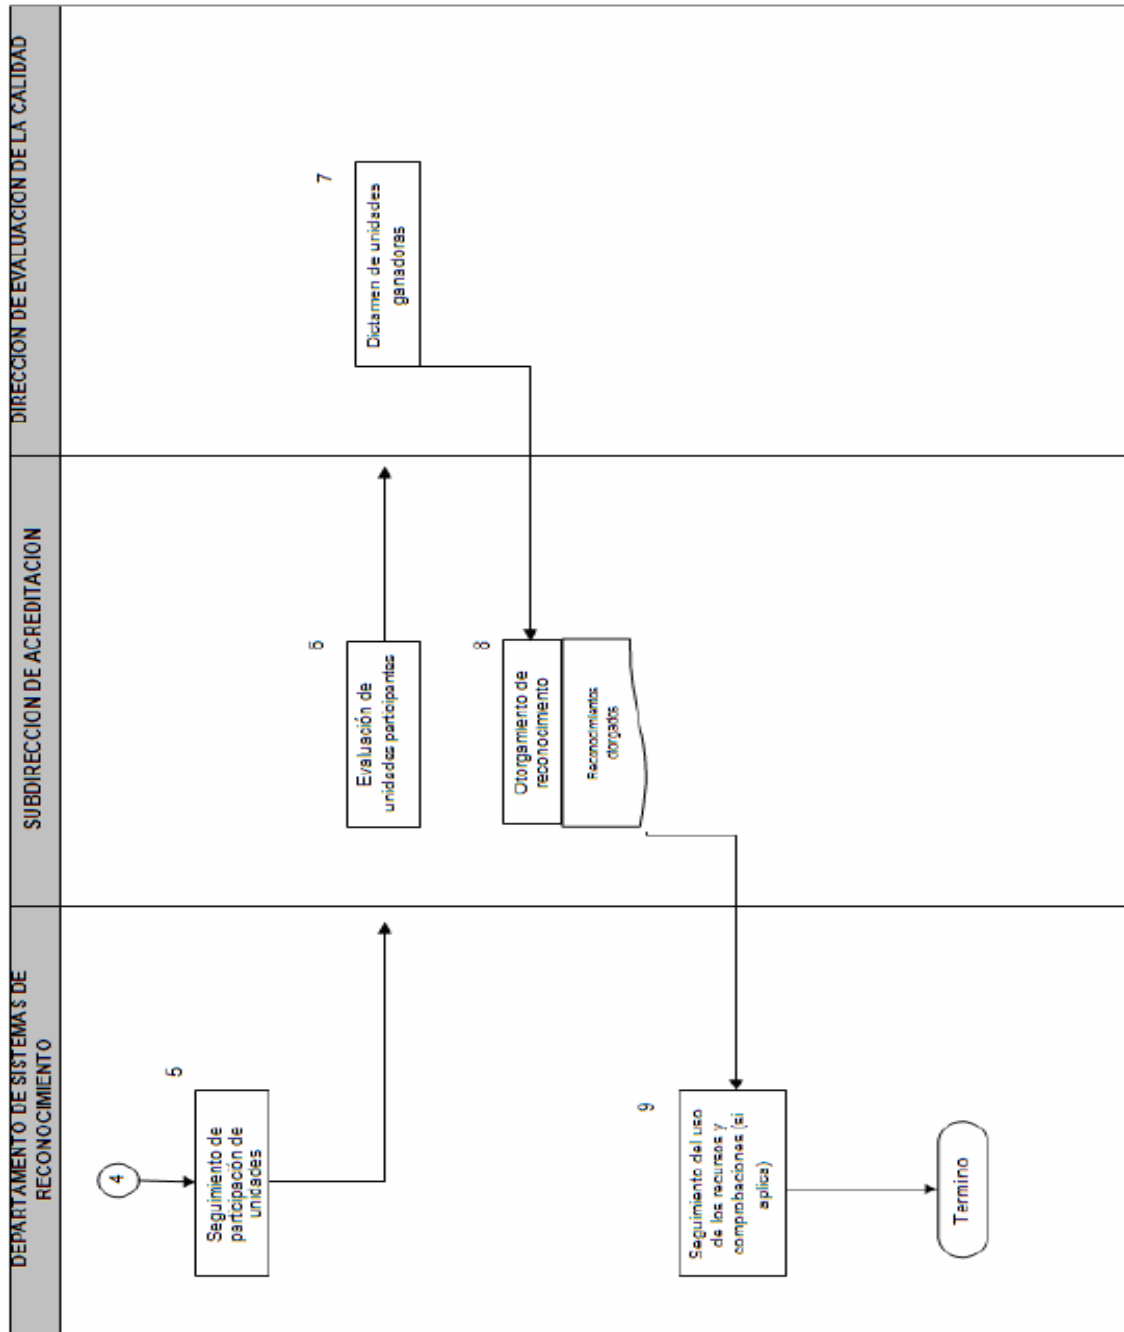 DEPARTAMENTO DE SISTEMAS DE
RECONOCIMIENTO
SUBDIRECCION DE ACREDITACION
DIRECCION DE EVALUACION DE LA CALIDAD
4
5
Seguimiento de
participación de
unidades
6
Evaluación de
unidades participantes
7
Dictamen de unidades
ganadoras
8
Otorgamiento de
reconocimiento
Reconocimientos
otorgados
9
Seguimiento del uso
de los recursos y
comprobaciones (si
aplica)
Termino